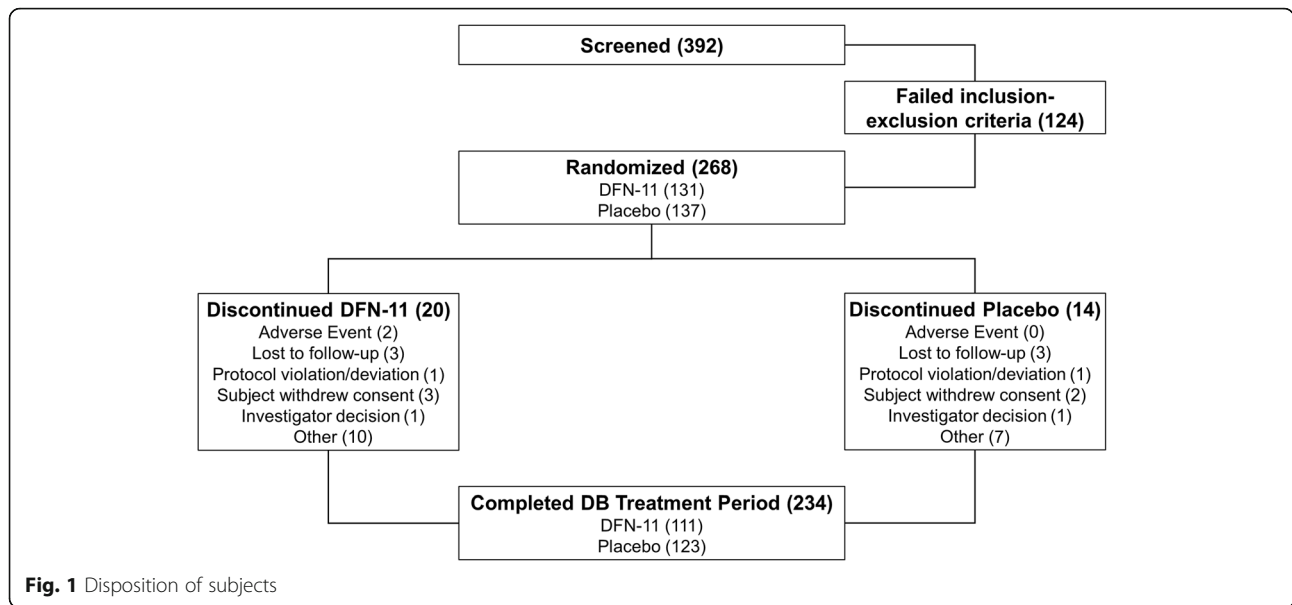 Screened (392)
Failed inclusion-
exclusion criteria (124)
Randomized (268)
DFN-11 (131)
Placebo (137)
Discontinued DFN-11 (20)
Adverse Event (2)
Lost to follow-up (3)
Protocol violation/deviation (1)
Subject withdrew consent (3)
Investigator decision (1)
Other (10)
Discontinued Placebo (14)
Adverse Event (0)
Lost to follow-up (3)
Protocol violation/deviation (1)
Subject withdrew consent (2)
Investigator decision (1)
Other (7)
Completed DB Treatment Period (234)
DFN-11 (111)
Placebo (123)
Fig. 1 Disposition of subjects